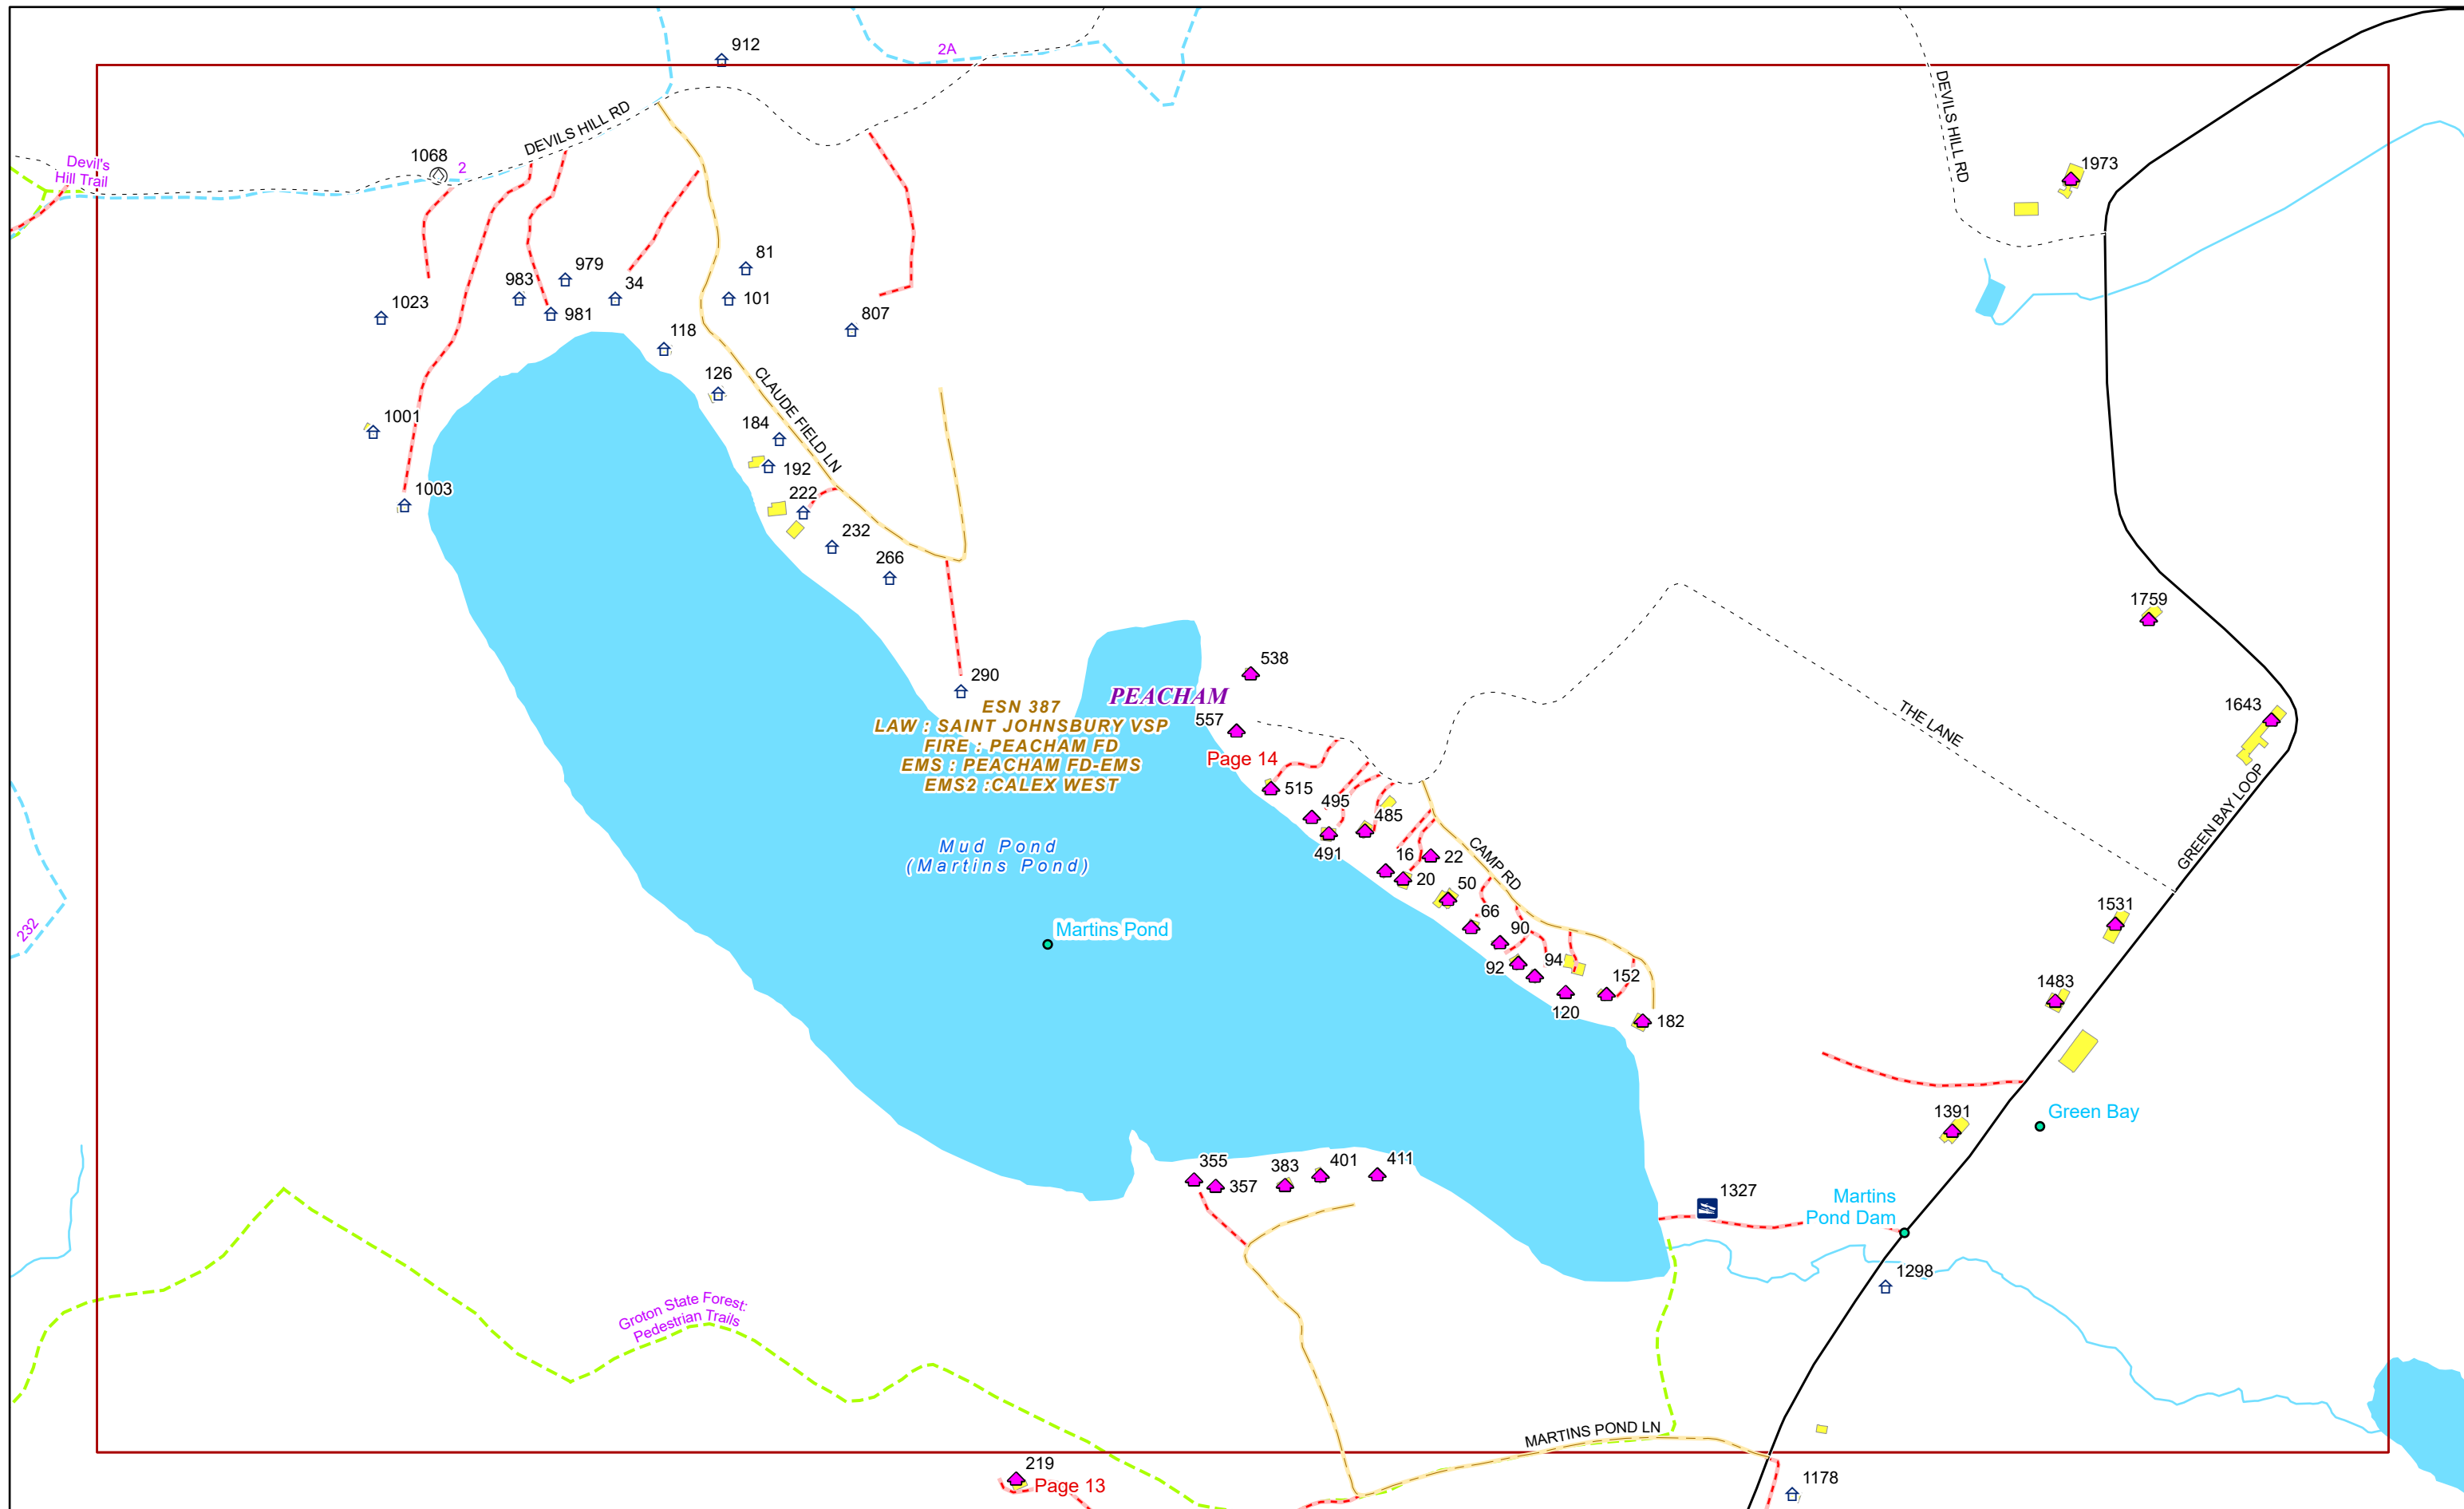 912
2A
DEVILS HILL RD
DEVILS HILL RD
1068
2
Devil's
Hill Trail
1973
81
979
983
34
101
1023
981
807
118
126
CLAUDE FIELD LN
184
1001
192
1003
222
232
266
1759
538
290
PEACHAM
ESN 387
LAW : SAINT JOHNSBURY VSP
FIRE : PEACHAM FD
EMS : PEACHAM FD-EMS
EMS2 :CALEX WEST
557
Page 14
THE LANE
1643
515
495
485
491
GREEN BAY LOOP
Mud Pond
(Martins Pond)
16
22
CAMP RD
20
50
66
90
232
Martins Pond
1531
92
94
152
120
182
1483
1391
Green Bay
355
357
383
401
411
1327
Martins
Pond Dam
1298
Groton State Forest:
Pedestrian Trails
MARTINS POND LN
219
Page 13
1178